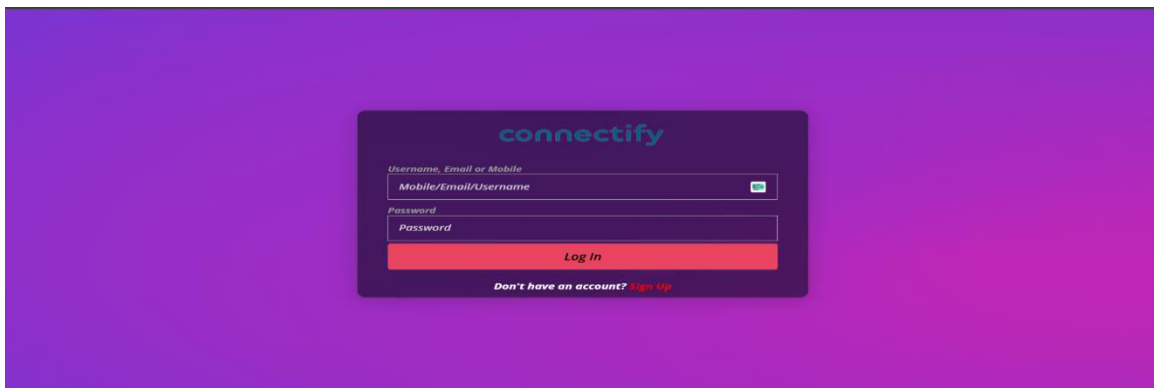 connectify
Username, Email or Mobile
Mobile/Email/Username
Password
Password
Log In
Don't have an account? Sign Up